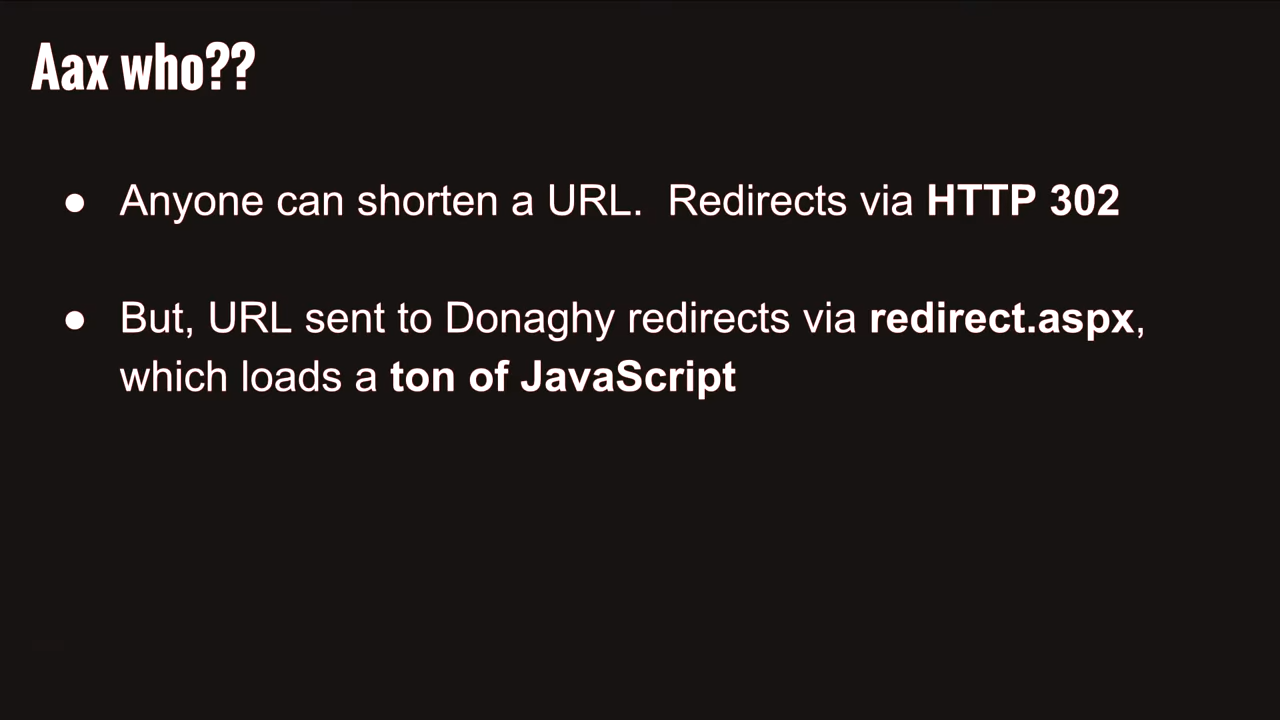 Aax who??
● Anyone can shorten a URL.  Redirects via HTTP 302
● But, URL sent to Donaghy redirects via redirect.aspx,
which loads a ton of JavaScript